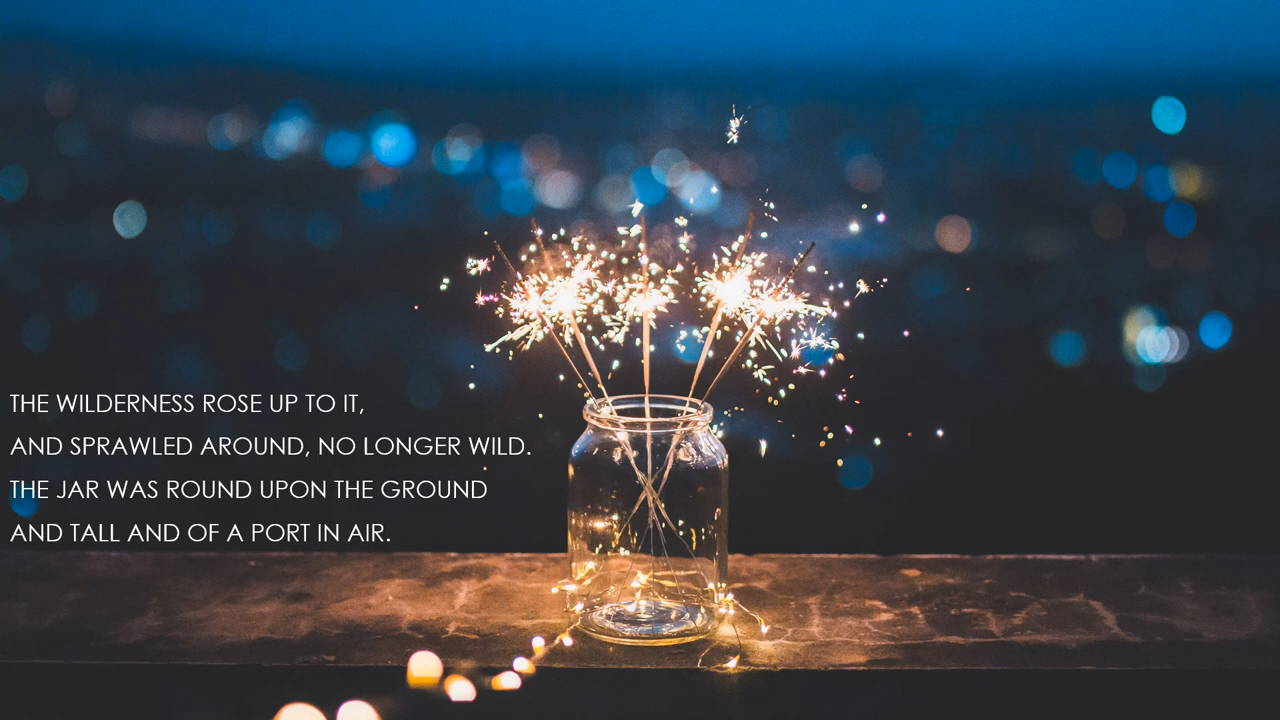 THE WILDERNESS ROSE UP TO IT,
AND SPRAWLED AROUND, NO LONGER WILD.
THE JAR WAS ROUND UPON THE GROUND
AND TALL AND OF A PORT IN AIR.